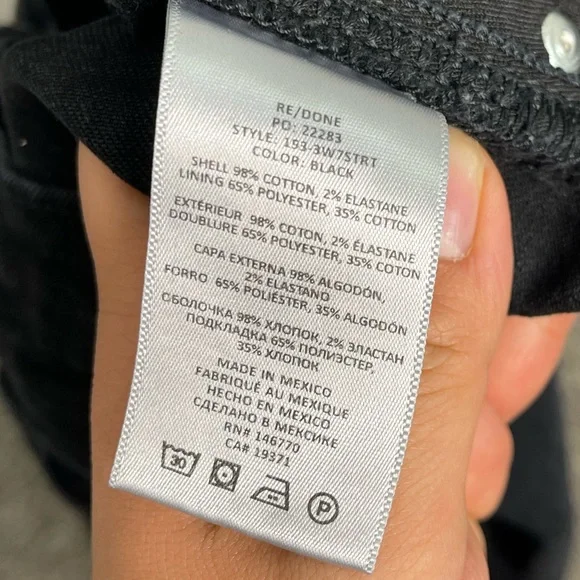 RE/DONE
PO: 22283
STYLE: 193-3W7STRT
COLOR: BLACK
SHELL 98% COTTON, 2% ELASTANE
LINING 65% POLYESTER, 35% COTTON
EXTÉRIEUR 98% COTON, 2% ÉLASTANE
DOUBLURE 65% POLYESTER, 35% COTON
CAPA EXTERNA 98% ALGODÓN,
2% ELASTANO
FORRO 65% POLIÉSTER, 35% ALGODÓN
ОБОЛОЧКА 98% ХЛОПОК, 2% ЭЛАСТАН
ПОДКЛАДКА 65% ПОЛИЭСТЕР,
35% ХЛОПОК
MADE IN MEXICO
FABRIQUÉ AU MEXIQUE
HECHO EN MÉXICO
СДЕЛАНО В МЕКСИКЕ
RN# 146770
CA# 19371
30 P